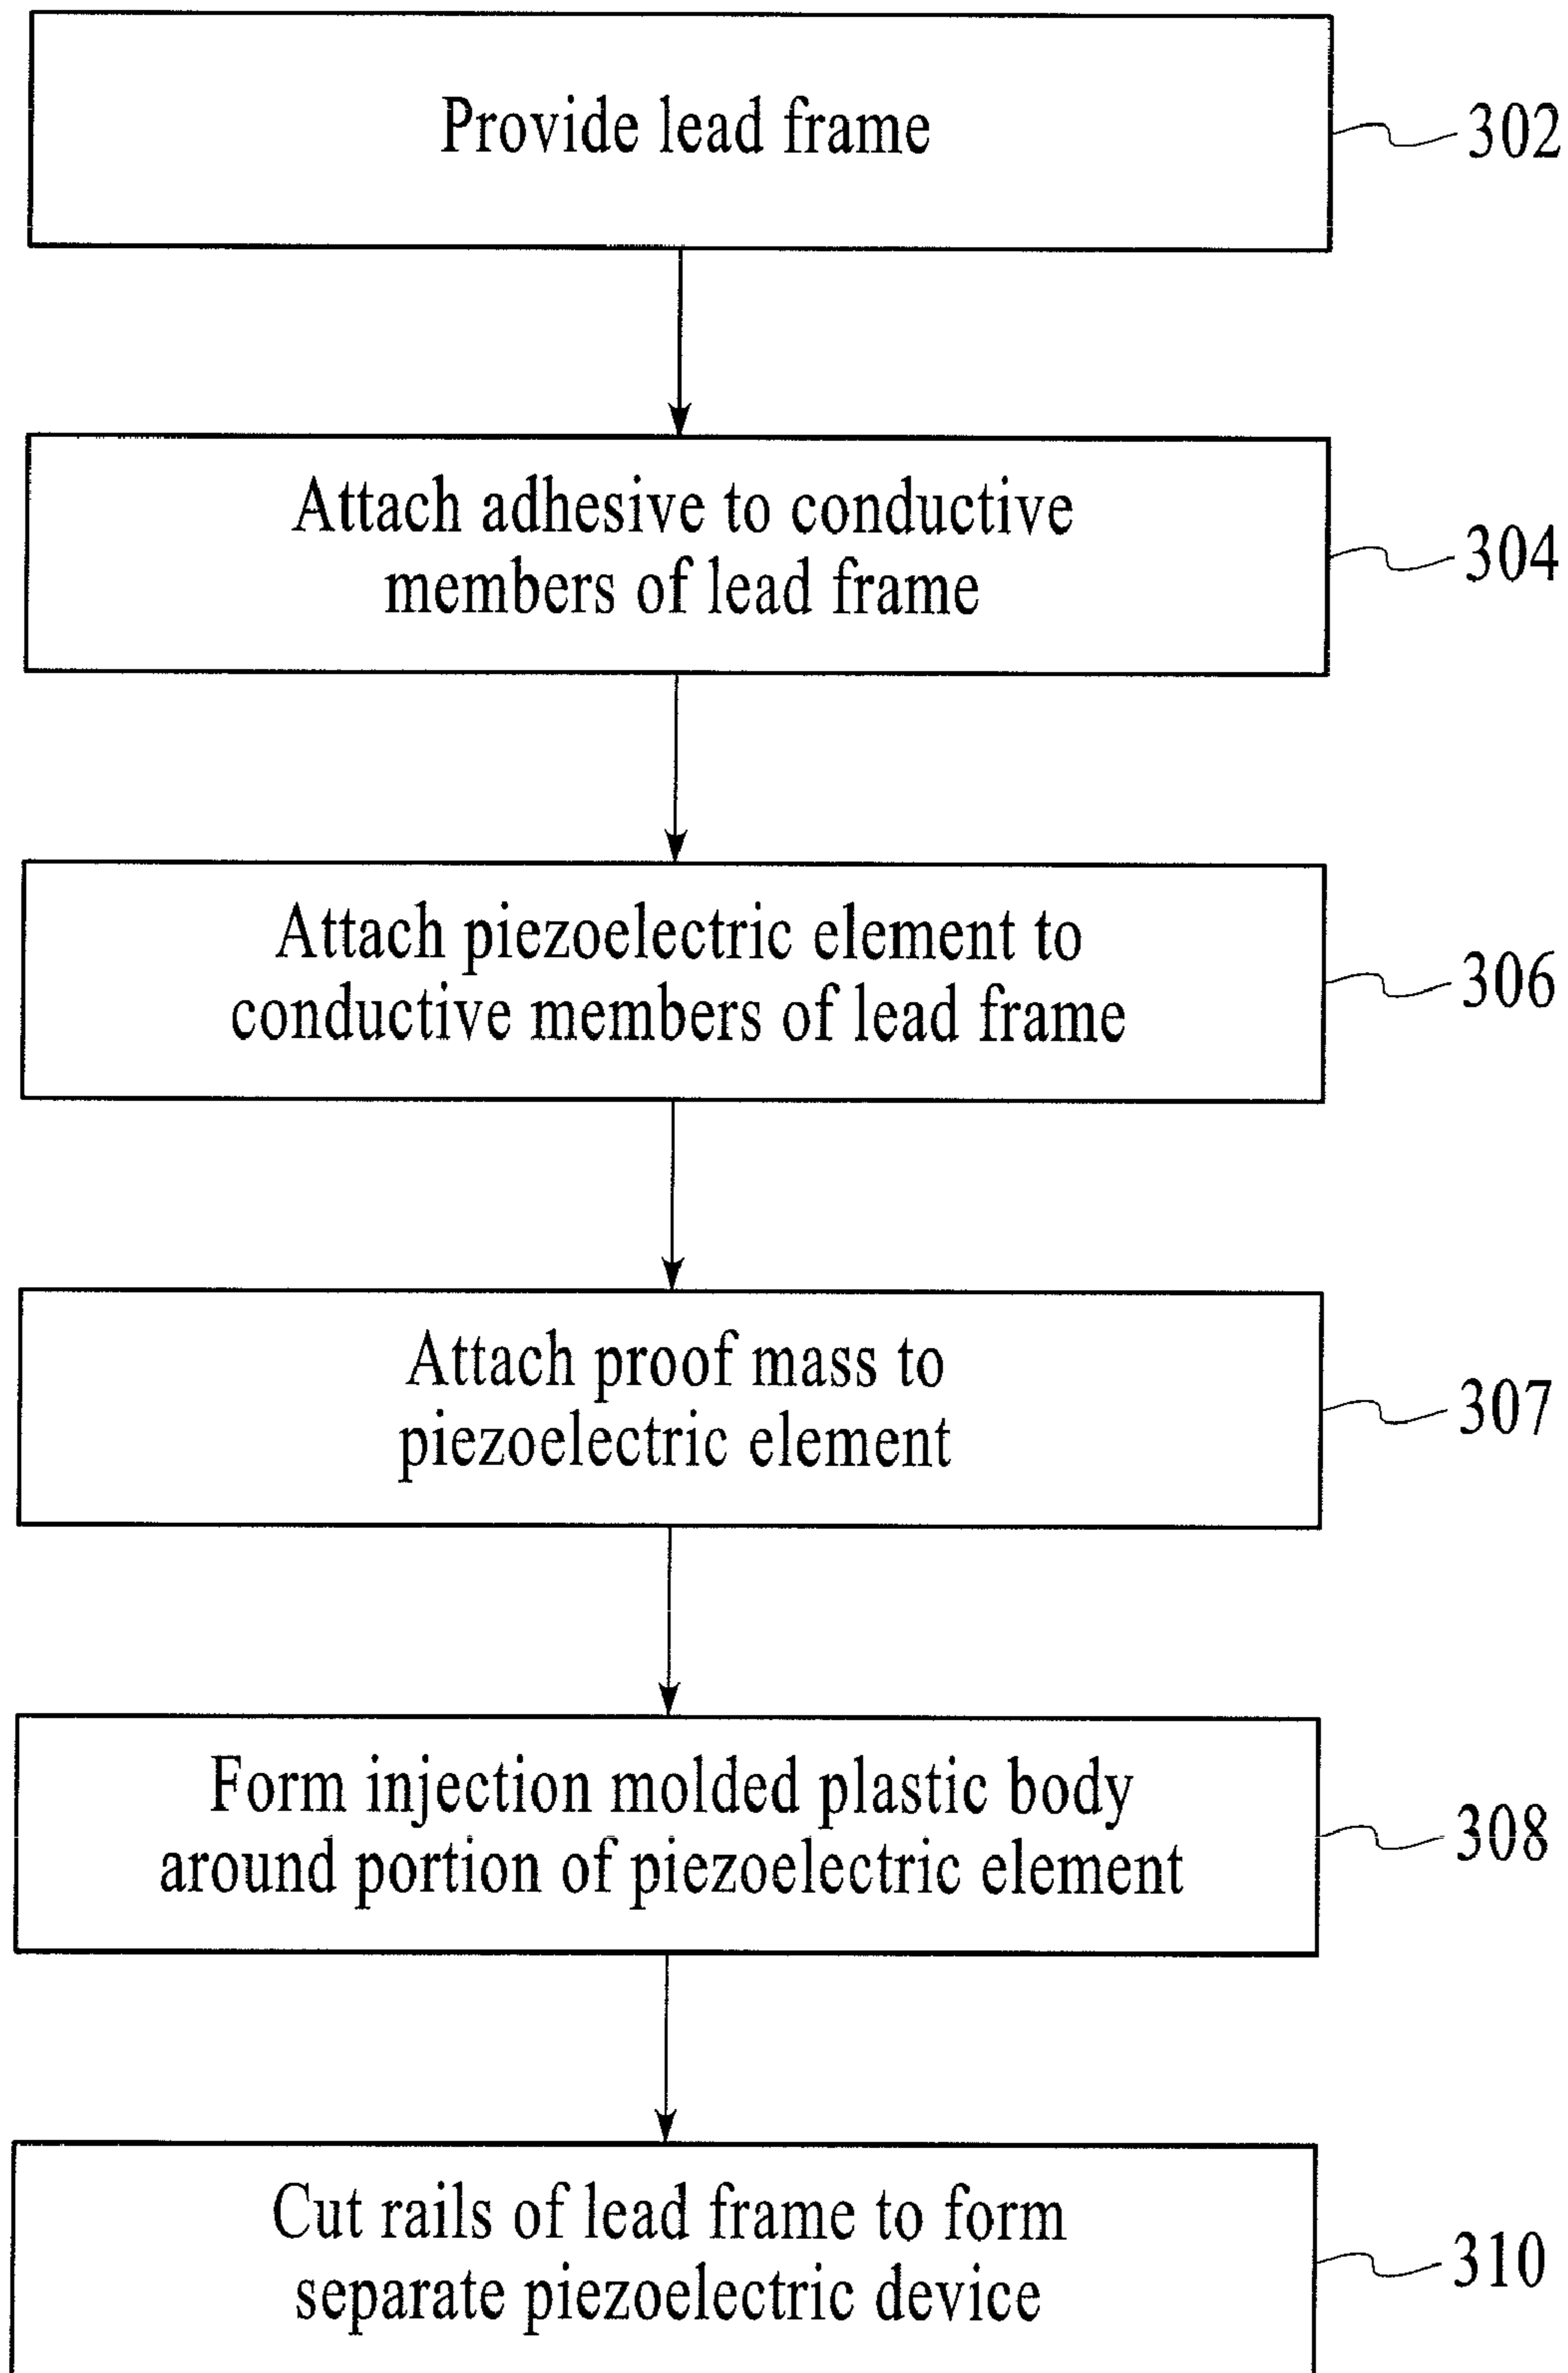 Provide lead frame
302
Attach adhesive to conductive
members of lead frame
304
Attach piezoelectric element to
conductive members of lead frame
306
Attach proof mass to
piezoelectric element
307
Form injection molded plastic body
around portion of piezoelectric element
308
Cut rails of lead frame to form
separate piezoelectric device
310